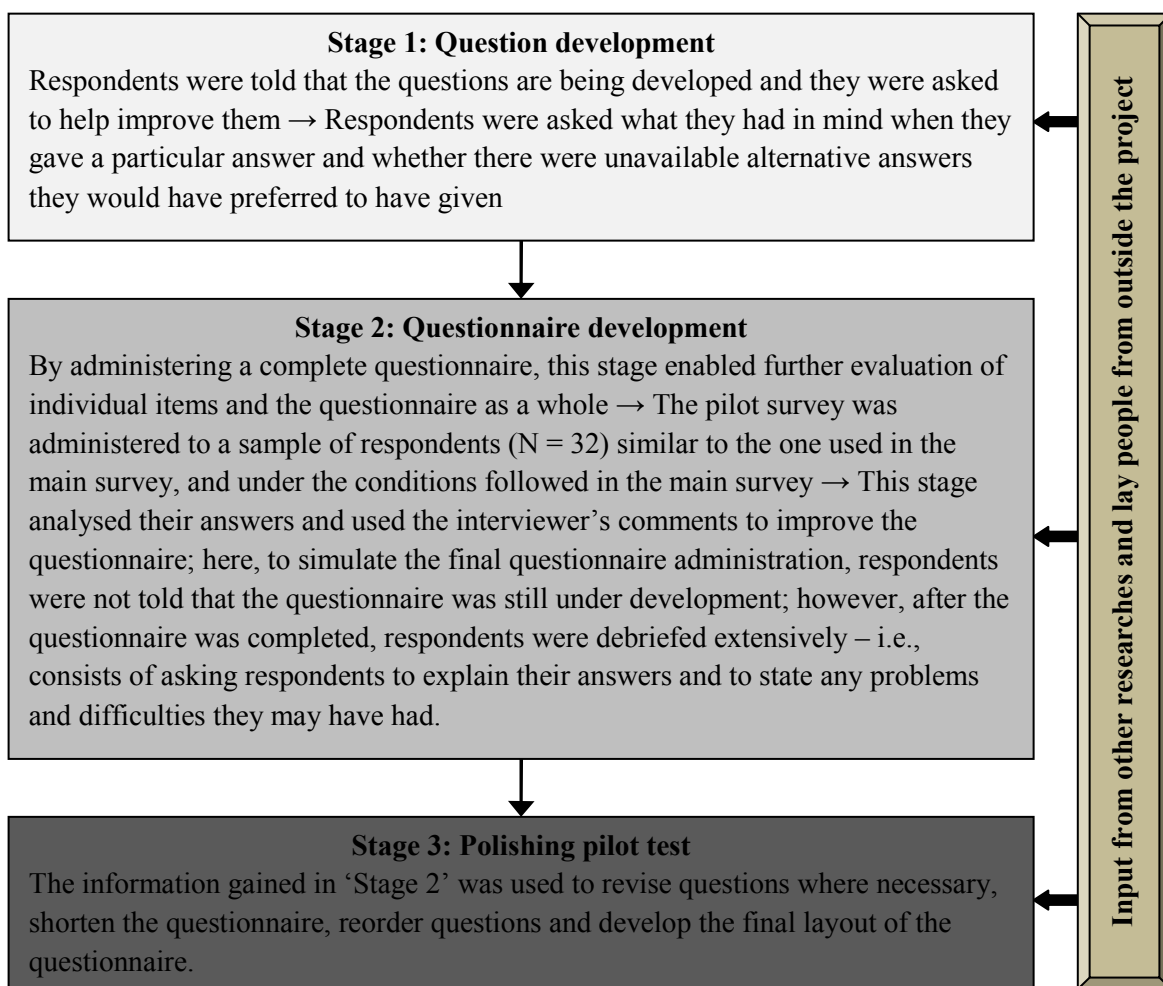 Stage 1: Question development
Respondents were told that the questions are being developed and they were asked
to help improve them → Respondents were asked what they had in mind when they
gave a particular answer and whether there were unavailable alternative answers
they would have preferred to have given
Stage 2: Questionnaire development
By administering a complete questionnaire, this stage enabled further evaluation of
individual items and the questionnaire as a whole → The pilot survey was
administered to a sample of respondents (N = 32) similar to the one used in the
main survey, and under the conditions followed in the main survey → This stage
analysed their answers and used the interviewer’s comments to improve the
questionnaire; here, to simulate the final questionnaire administration, respondents
were not told that the questionnaire was still under development; however, after the
questionnaire was completed, respondents were debriefed extensively – i.e.,
consists of asking respondents to explain their answers and to state any problems
and difficulties they may have had.
Stage 3: Polishing pilot test
The information gained in ‘Stage 2’ was used to revise questions where necessary,
shorten the questionnaire, reorder questions and develop the final layout of the
questionnaire.
Input from other researches and lay people from outside the project